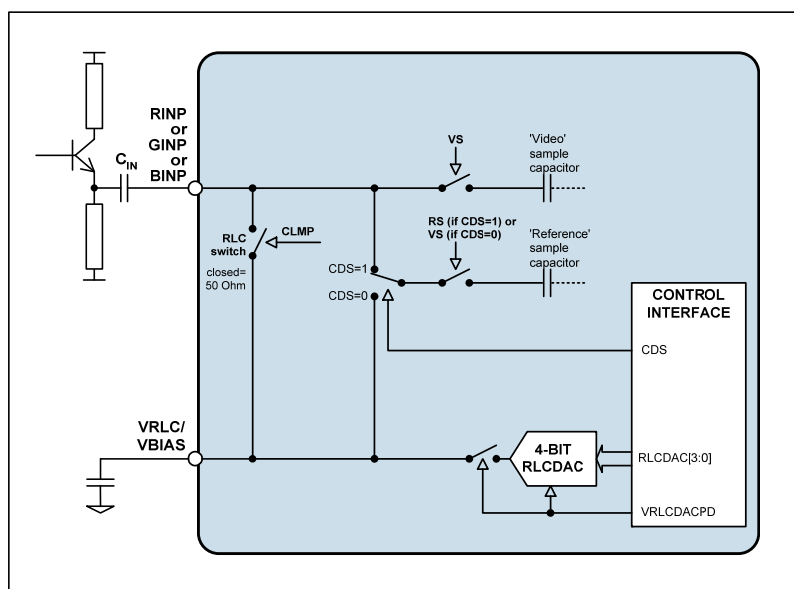 RINP
or
GINP
or
BINP
CIN
VS
'Video'
sample
capacitor
RS (if CDS=1) or
VS (if CDS=0)
'Reference'
sample
capacitor
RLC
switch
CLMP
closed=
50 Ohm
CDS=1
CDS=0
CONTROL
INTERFACE
CDS
VRLC/
VBIAS
4-BIT
RLCDAC
RLCDAC[3:0]
VRLCDACPD